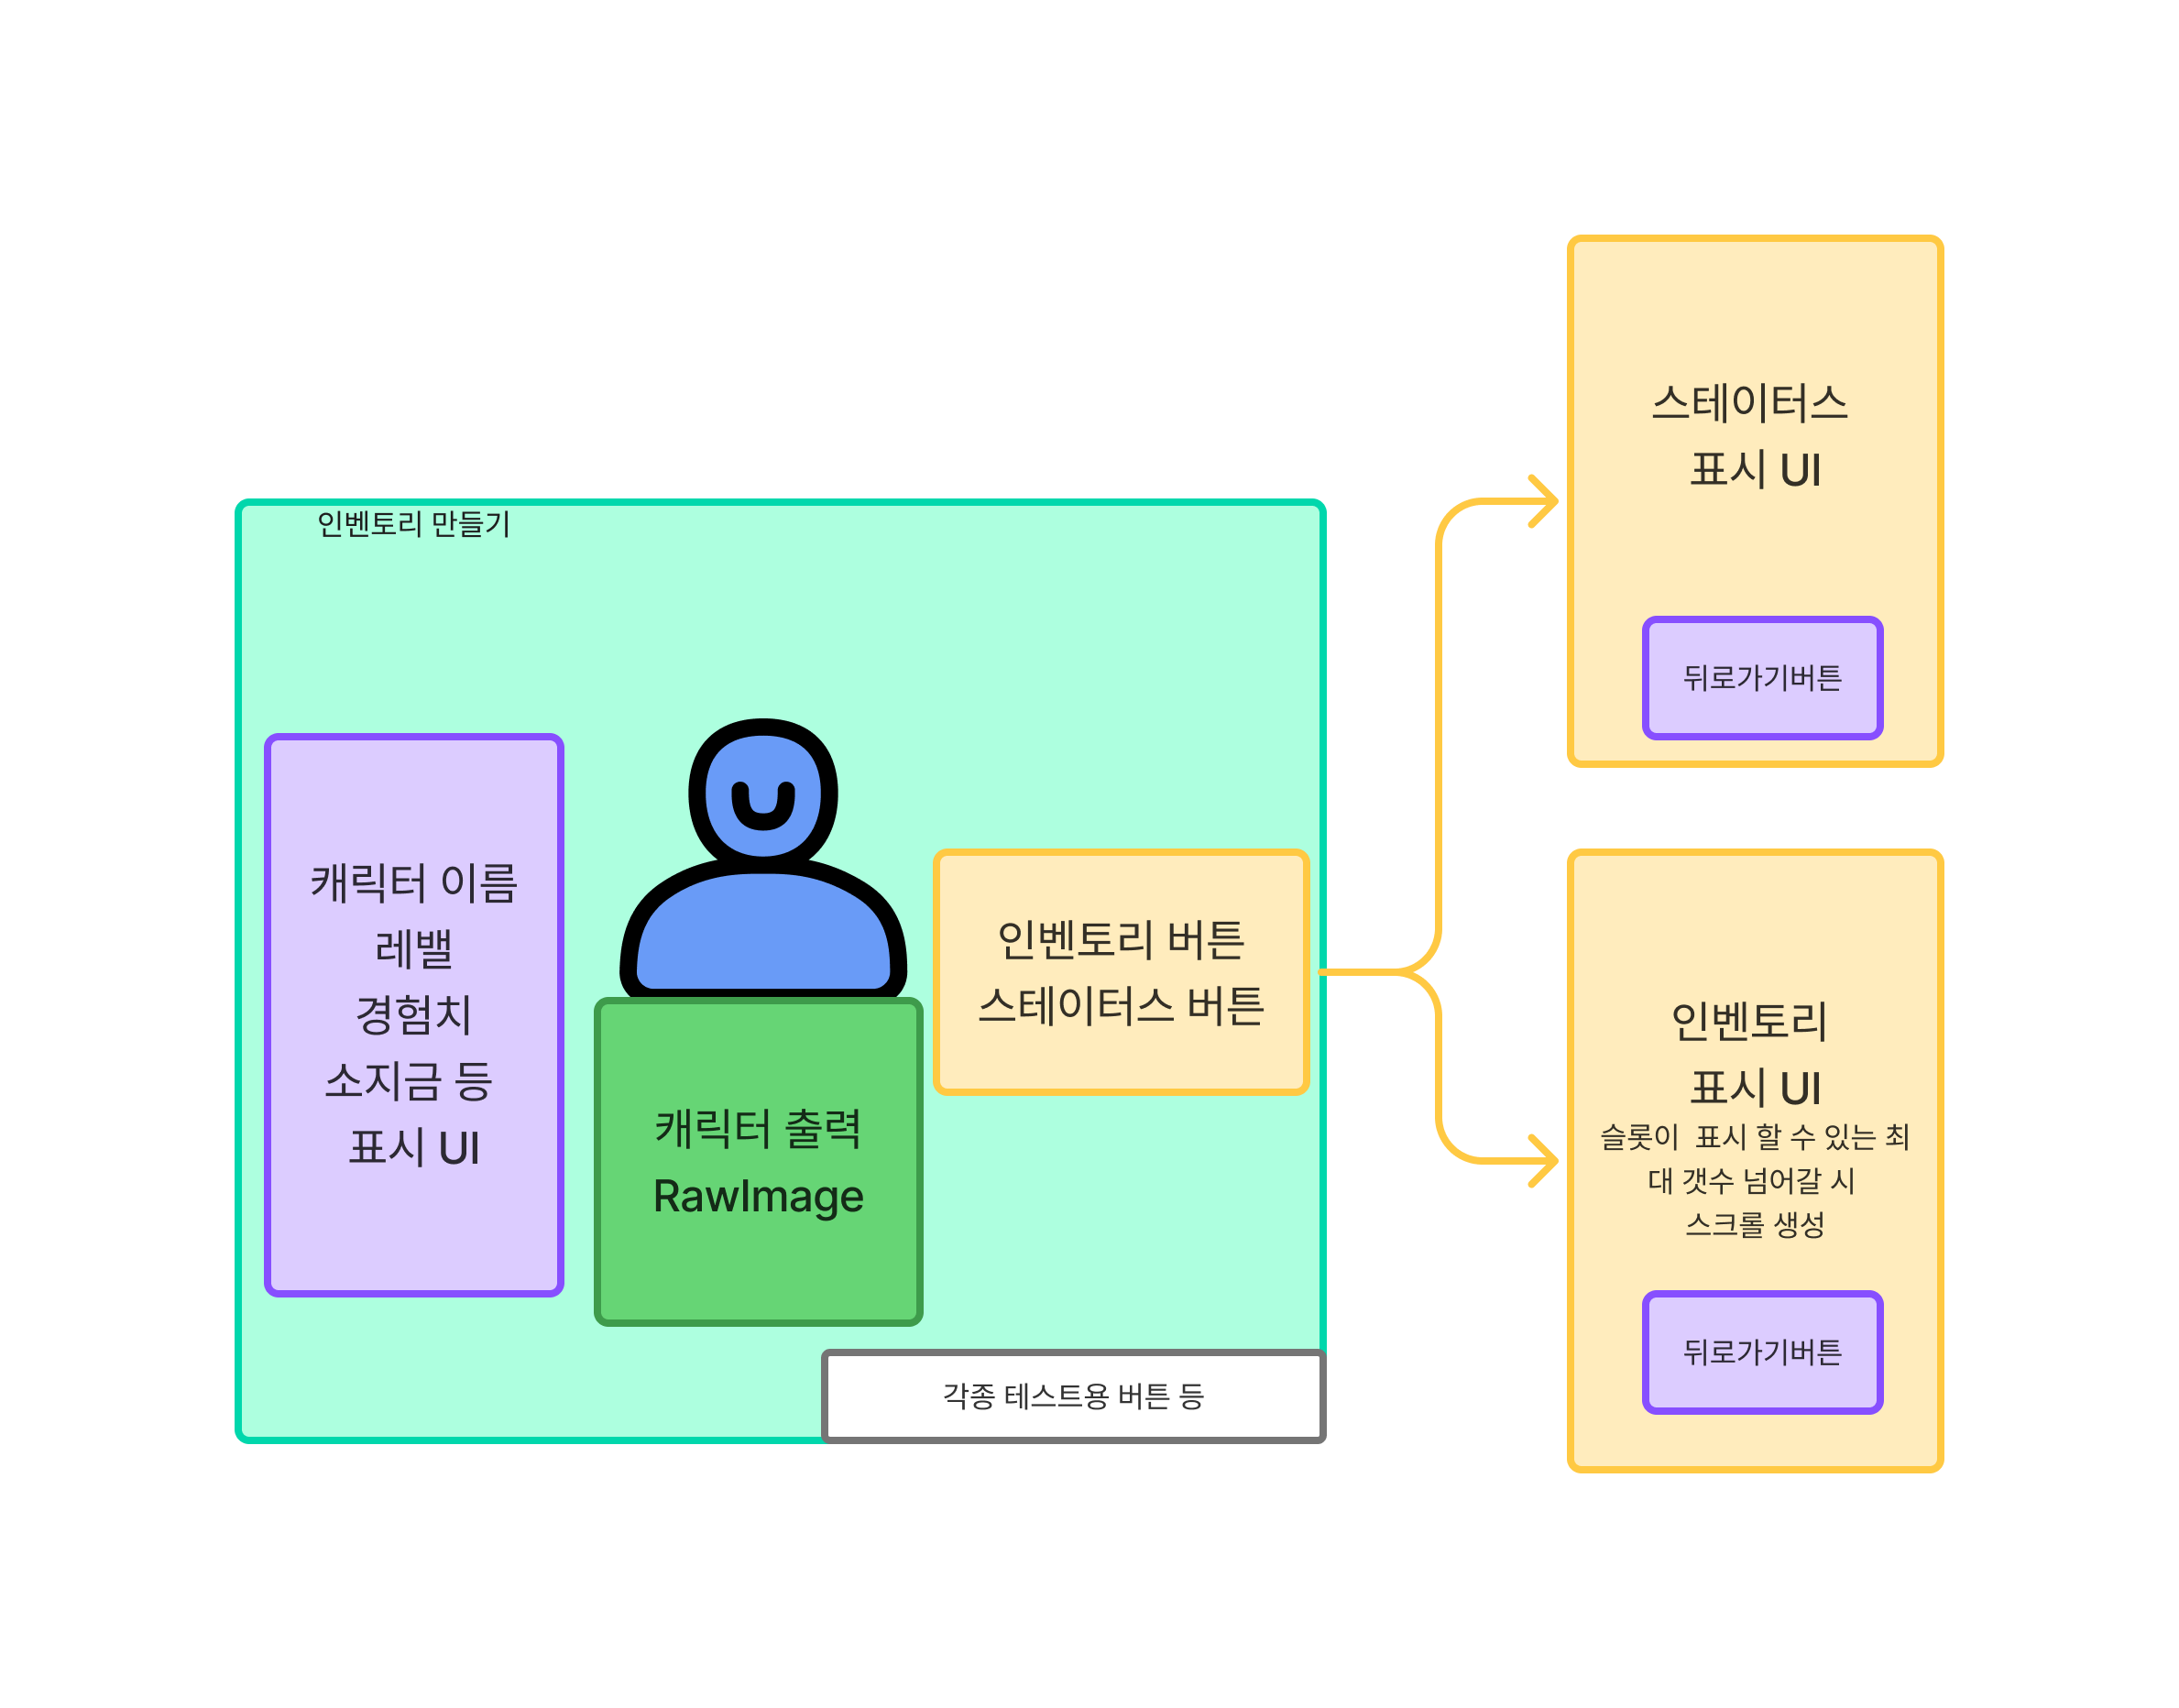 인벤토리 만들기
캐릭터 이름
레벨
경험치
소지금 등
표시 UI
캐릭터 출력
RawImage
인벤토리 버튼
스테이터스 버튼
각종 테스트용 버튼 등
스테이터스
표시 UI
뒤로가기버튼
인벤토리
표시 UI
슬롯이 표시될 수 있는 최
대 갯수 넘어갈 시
스크롤 생성
뒤로가기버튼